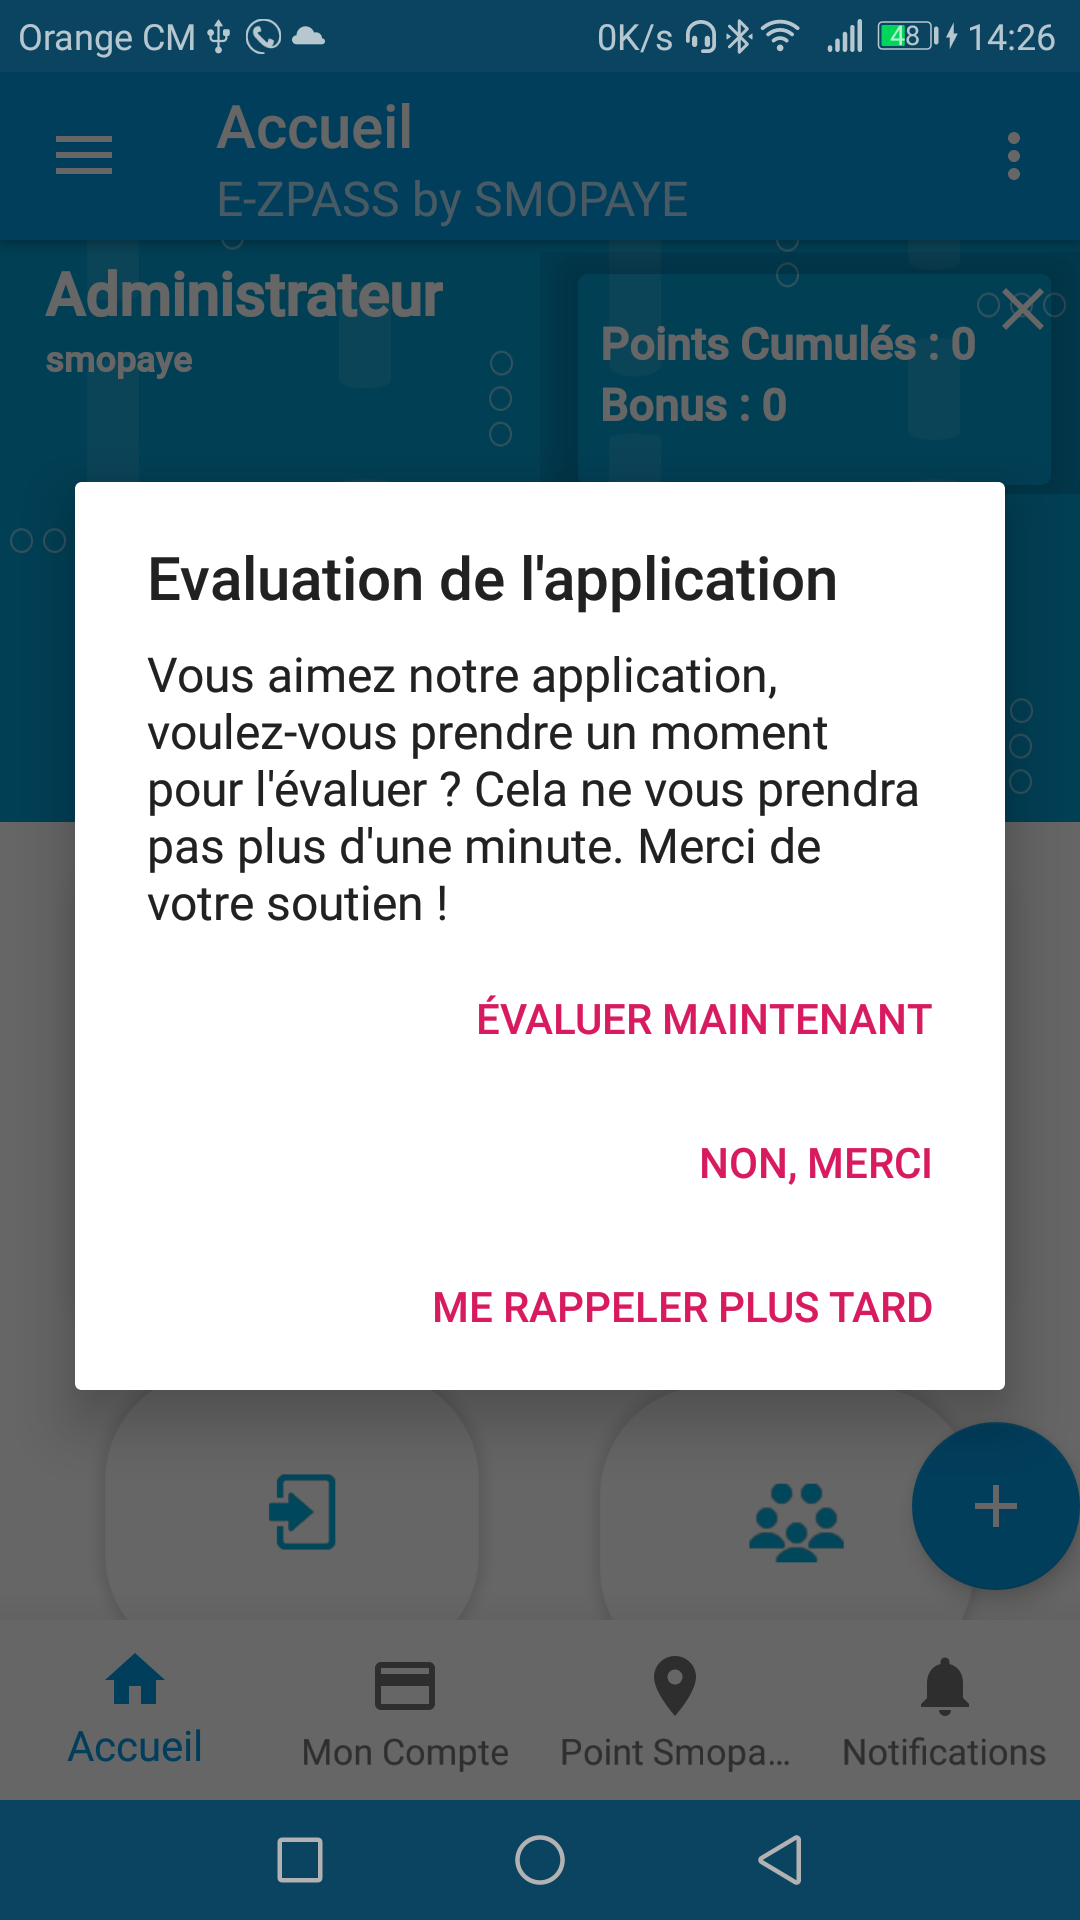 Orange CM 0K/s 48 14:26
Accueil
E-ZPASS by SMOPAYE
Administrateur
smopaye
Points Cumulés : 0
Bonus : 0
Evaluation de l'application
Vous aimez notre application,
voulez-vous prendre un moment
pour l'évaluer ? Cela ne vous prendra
pas plus d'une minute. Merci de
votre soutien !
ÉVALUER MAINTENANT
NON, MERCI
ME RAPPELER PLUS TARD
Accueil Mon Compte Point Smopa... Notifications